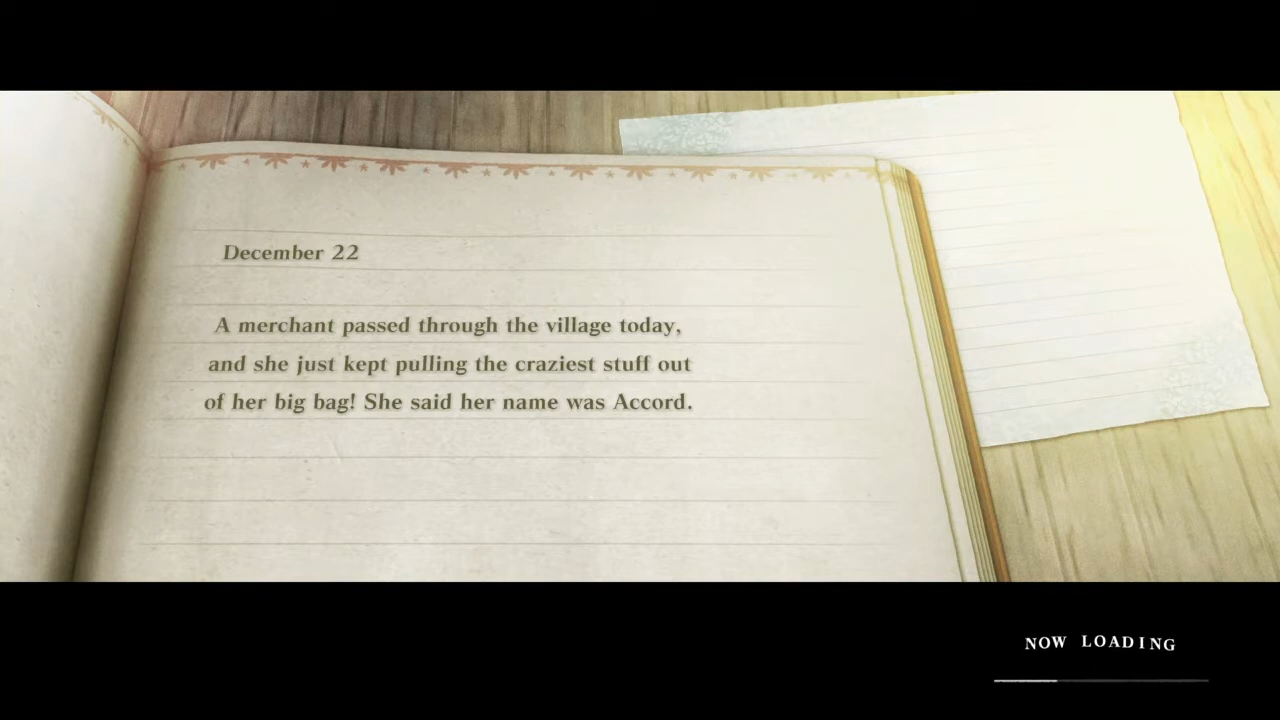 December 22
A merchant passed through the village today,
and she just kept pulling the craziest stuff out
of her big bag! She said her name was Accord.
NOW LOADING